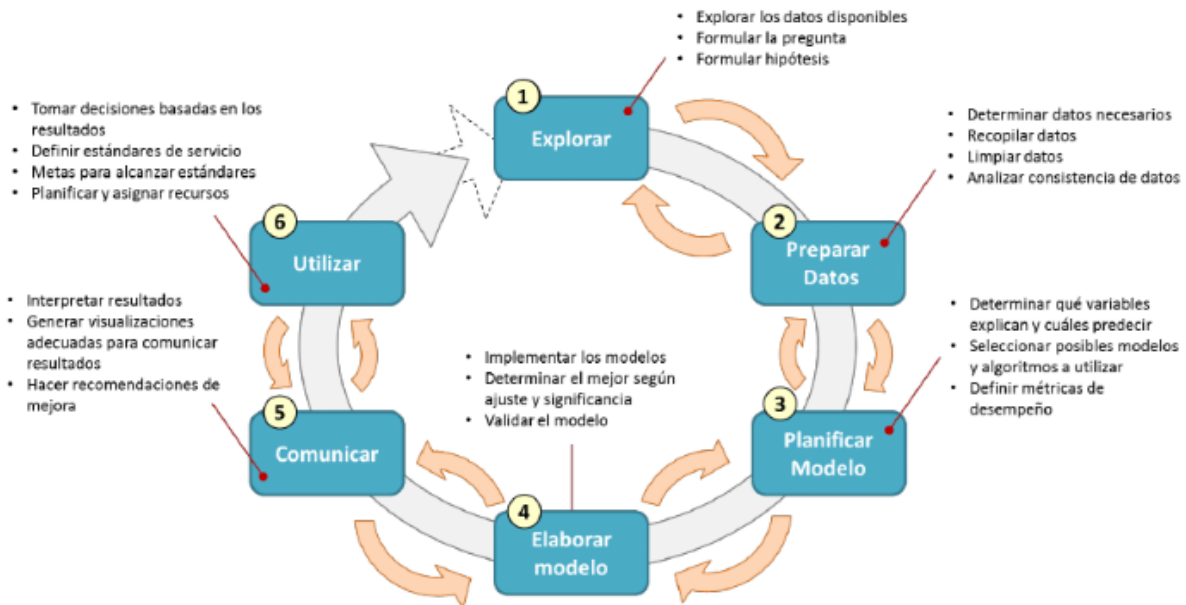 • Explorar los datos disponibles
• Formular la pregunta
• Formular hipótesis
1
Explorar
• Determinar datos necesarios
• Recopilar datos
• Limpiar datos
• Analizar consistencia de datos
2
Preparar
Datos
• Determinar qué variables
explican y cuáles predecir
• Seleccionar posibles modelos
y algoritmos a utilizar
• Definir métricas de
desempeño
3
Planificar
Modelo
• Implementar los modelos
• Determinar el mejor según
ajuste y significancia
• Validar el modelo
4
Elaborar
modelo
• Interpretar resultados
• Generar visualizaciones
adecuadas para comunicar
resultados
• Hacer recomendaciones de
mejora
5
Comunicar
• Tomar decisiones basadas en los
resultados
• Definir estándares de servicio
• Metas para alcanzar estándares
• Planificar y asignar recursos
6
Utilizar